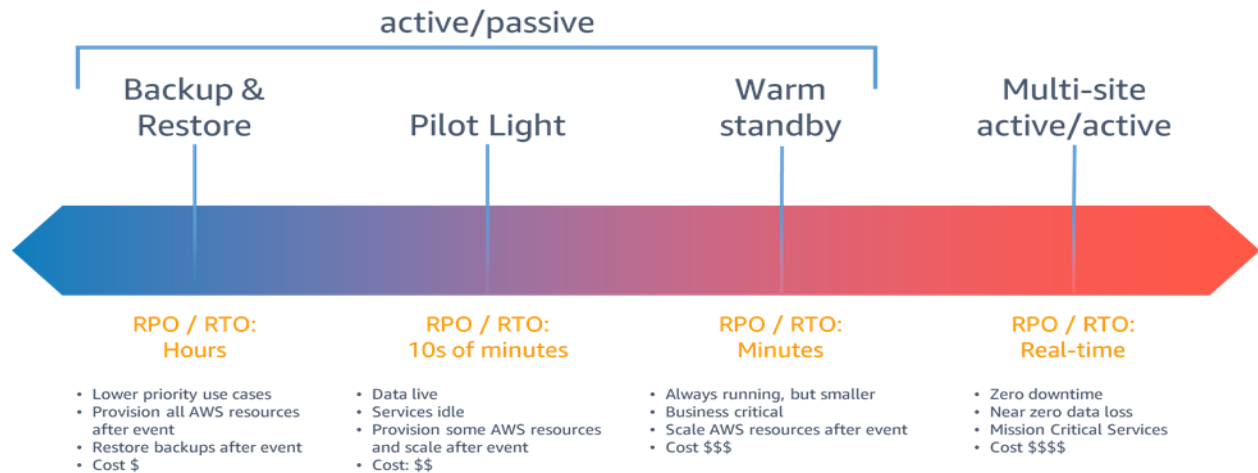 active/passive
Backup &
Restore
Pilot Light
Warm
standby
Multi-site
active/active
RPO / RTO:
Hours
RPO / RTO:
10s of minutes
RPO / RTO:
Minutes
RPO / RTO:
Real-time
• Lower priority use cases
• Provision all AWS resources
after event
• Restore backups after event
• Cost $
• Data live
• Services idle
• Provision some AWS resources
and scale after event
• Cost: $$
• Always running, but smaller
• Business critical
• Scale AWS resources after event
• Cost $$$
• Zero downtime
• Near zero data loss
• Mission Critical Services
• Cost $$$$